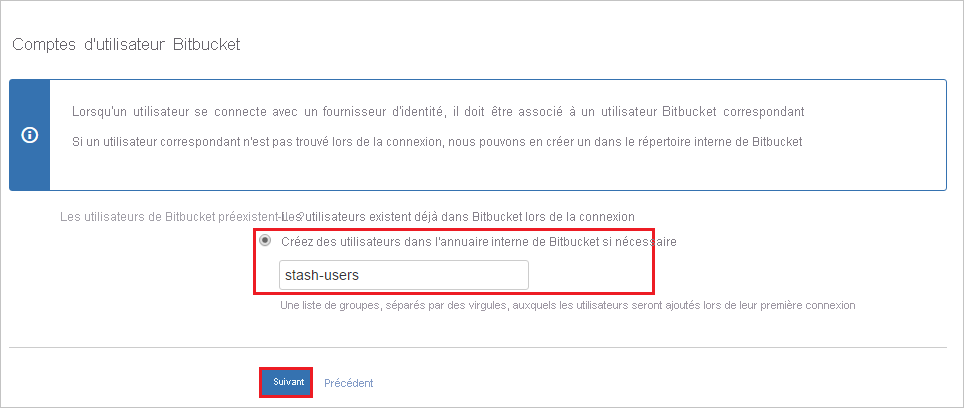 Comptes d'utilisateur Bitbucket
Lorsqu'un utilisateur se connecte avec un fournisseur d'identité, il doit être associé à un utilisateur Bitbucket correspondant
Si un utilisateur correspondant n'est pas trouvé lors de la connexion, nous pouvons en créer un dans le répertoire interne de Bitbucket
Les utilisateurs de Bitbucket préexistent-ils ? Les utilisateurs existent déjà dans Bitbucket lors de la connexion
Créez des utilisateurs dans l'annuaire interne de Bitbucket si nécessaire
stash-users
Une liste de groupes, séparés par des virgules, auxquels les utilisateurs seront ajoutés lors de leur première connexion
Suivant Précédent